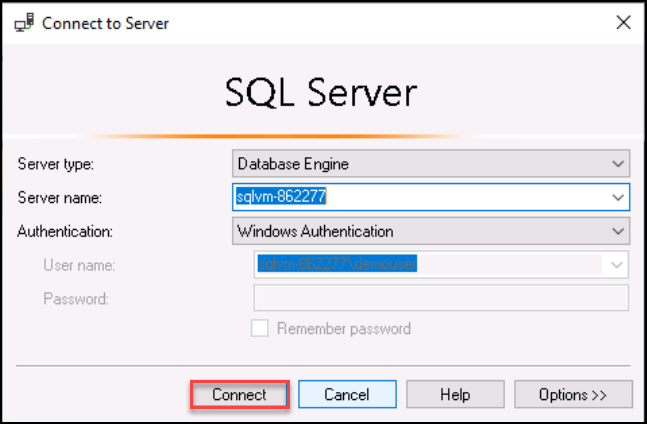 Connect to Server
SQL Server
Server type: Database Engine
Server name: sqlvm-862277
Authentication: Windows Authentication
User name: sqlvm-862277\demouser
Password:
Remember password
Connect Cancel Help Options >>